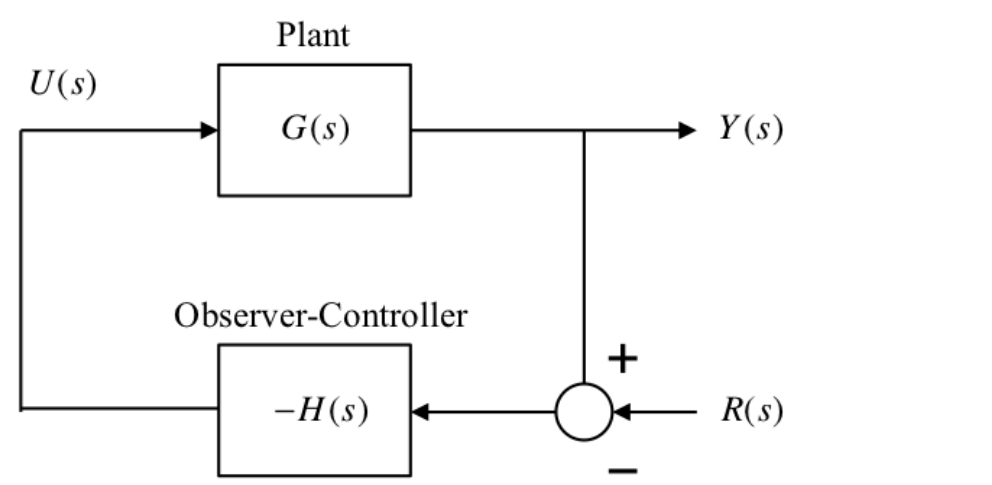 Plant
U(s)
G(s)
Y(s)
Observer-Controller
+
−H(s)
R(s)
−